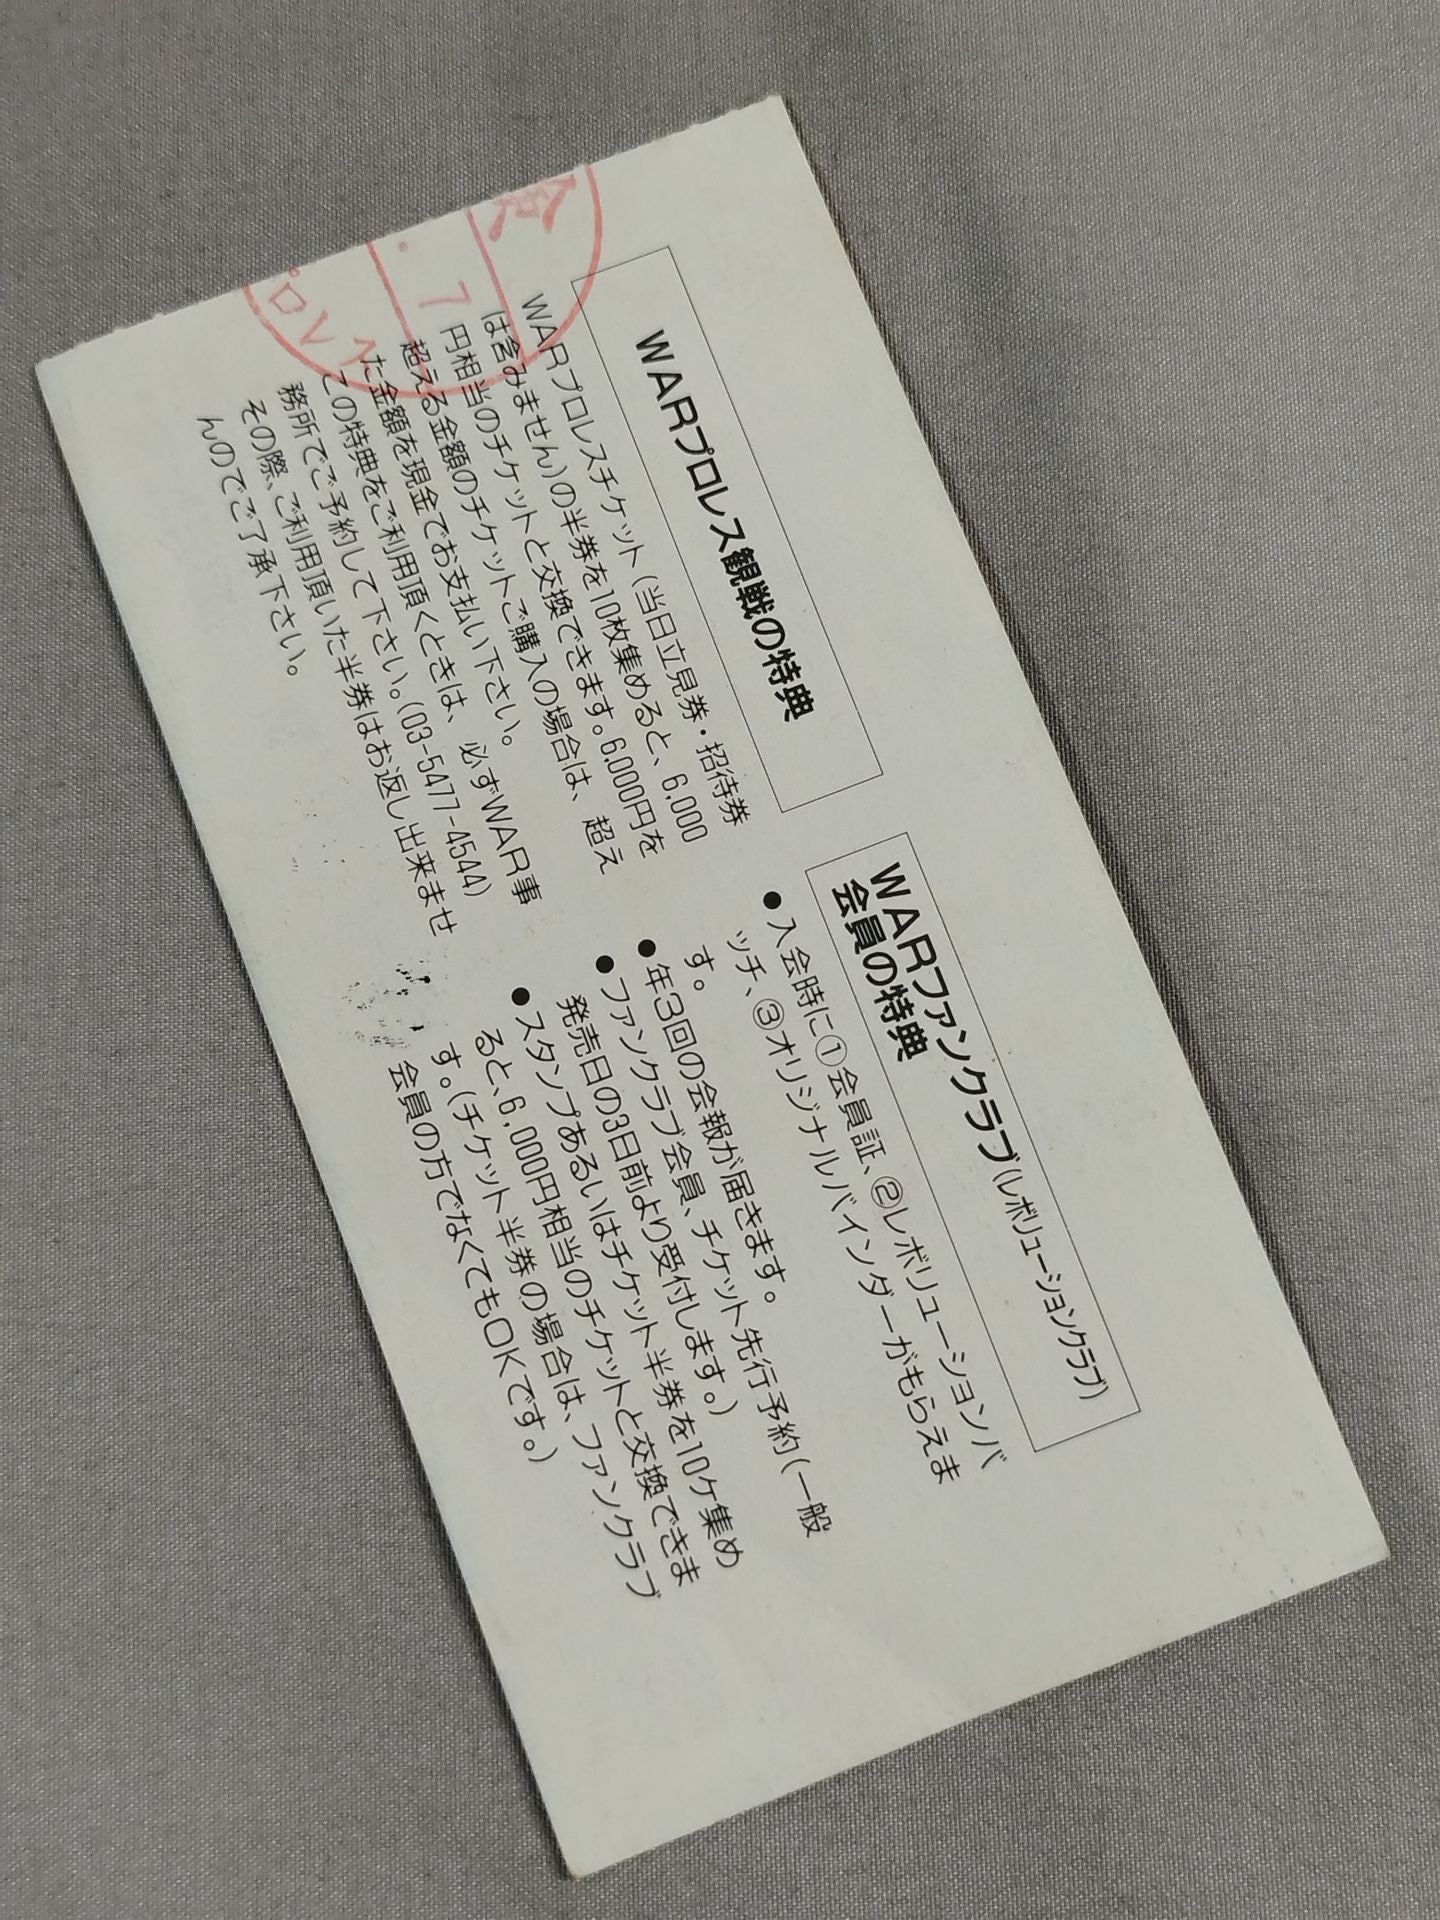 WARプロレス観戦の特典
WARプロレスチケット(当日立見券・招待券
は含みません)の半券を10枚集めると、6,000
円相当のチケットと交換できます。6,000円を
超える金額のチケットご購入の場合は、超え
た金額を現金でお支払い下さい。
この特典をご利用頂くときは、必ずWAR事
務所でご予約して下さい。(03-5477-4544)
その際、ご利用頂いた半券はお返し出来ませ
んのでご了承下さい。
WARファンクラブ(レボリューションクラブ)
会員の特典
●入会時に①会員証、②レボリューションバ
ッチ、③オリジナルバインダーがもらえま
す。
●年3回の会報が届きます。
●ファンクラブ会員、チケット先行予約(一般
発売日の3日前より受付します。)
●スタンプあるいはチケット半券を10ケ集め
ると、6,000円相当のチケットと交換できま
す。(チケット半券の場合は、ファンクラブ
会員の方でなくてもOKです。)
. 7